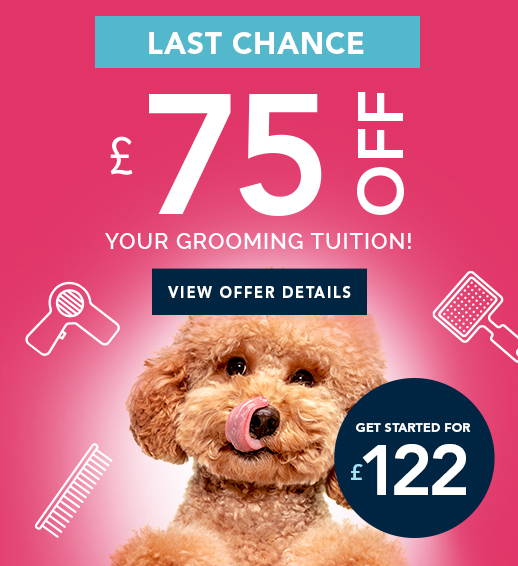 LAST CHANCE
£75 OFF
YOUR GROOMING TUITION!
VIEW OFFER DETAILS
GET STARTED FOR
£122